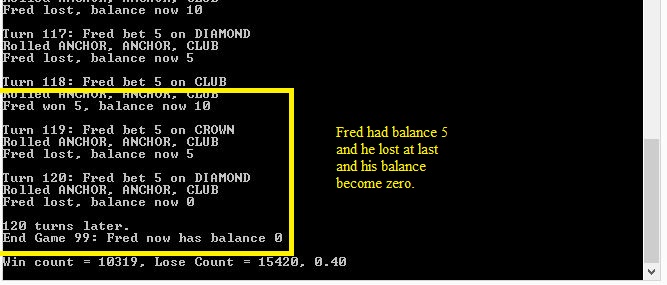 Rolled ANCHOR, ANCHOR, CLUB
Fred lost, balance now 10
Turn 117: Fred bet 5 on DIAMOND
Rolled ANCHOR, ANCHOR, CLUB
Fred lost, balance now 5
Turn 118: Fred bet 5 on CLUB
Rolled ANCHOR, ANCHOR, CLUB
Fred won 5, balance now 10
Turn 119: Fred bet 5 on CROWN
Rolled ANCHOR, ANCHOR, CLUB
Fred lost, balance now 5
Turn 120: Fred bet 5 on DIAMOND
Rolled ANCHOR, ANCHOR, CLUB
Fred lost, balance now 0
120 turns later.
End Game 99: Fred now has balance 0
Win count = 10319, Lose Count = 15420, 0.40
Fred had balance 5
and he lost at last
and his balance
become zero.